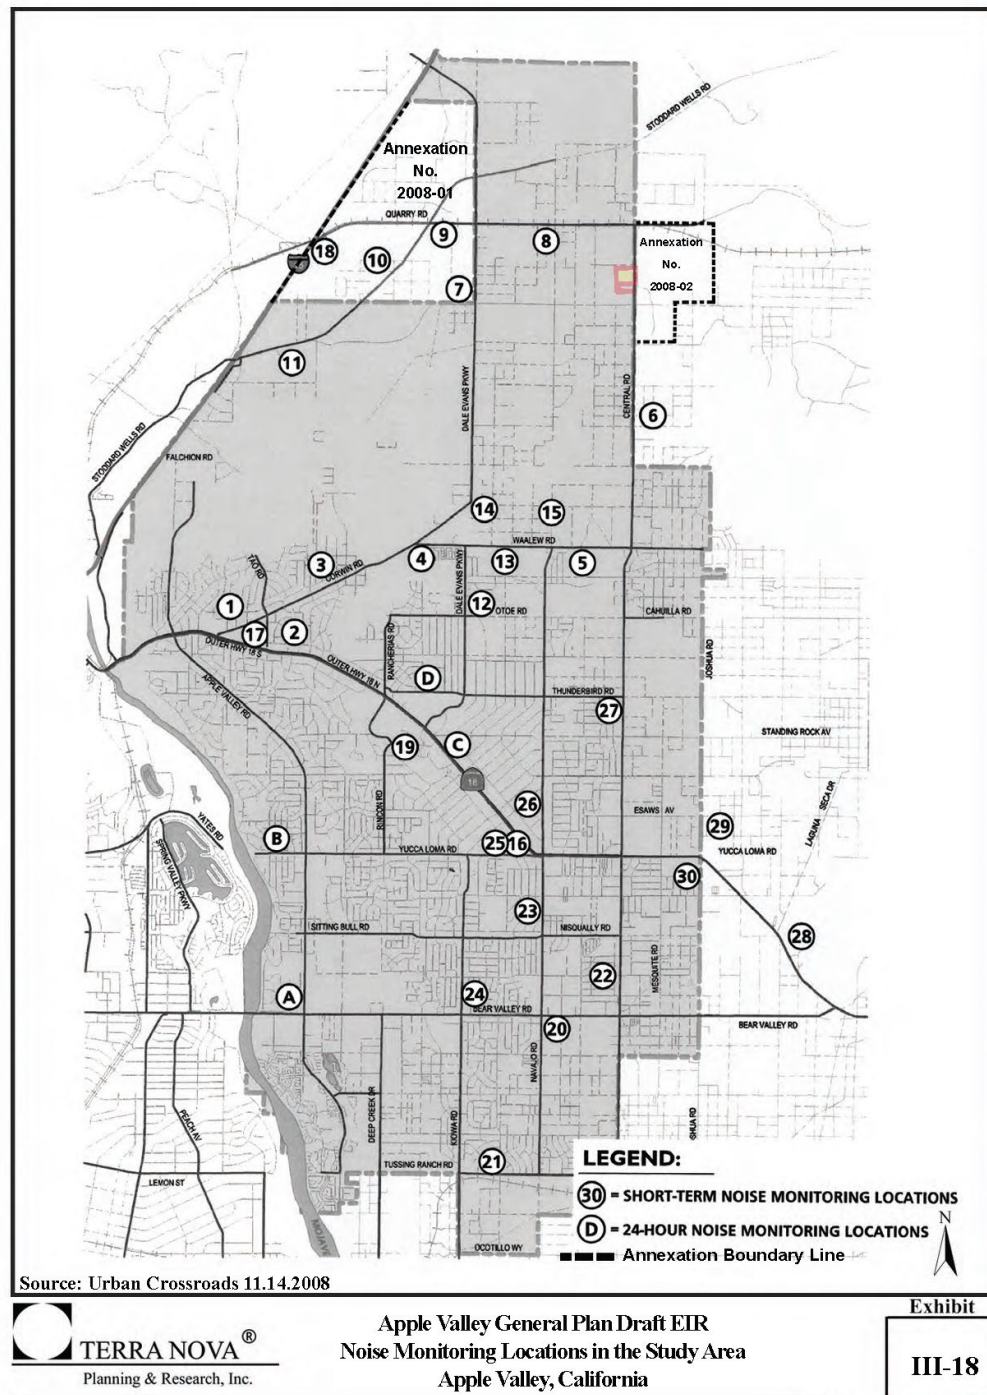 STODDARD WELLS RD
Annexation
No.
2008-01
QUARRY RD
9
8
18
10
Annexation
No.
2008-02
7
11
DALE EVANS PKWY
CENTRAL RD
6
STODDARD WELLS RD
FALCHION RD
14
15
WAALEW RD
3
4
13
5
CORWIN RD
TAO RD
DALE EVANS PKWY
1
12
OTOE RD
CAHUILLA RD
17
2
OUTER HWY 18 S
RANCHERIAS RD
JOSHUA RD
OUTER HWY 18 N
D
APPLE VALLEY RD
THUNDERBIRD RD
27
STANDING ROCK AV
19
C
18
26
ESAWS AV
LAGUNA SECA DR
RINCON RD
YATES RD
29
B
25
16
YUCCA LOMA RD
YUCCA LOMA RD
SPRING VALLEY PKWY
30
23
SITTING BULL RD
NISQUALLY RD
28
22
MESQUITE RD
A
24
BEAR VALLEY RD
20
BEAR VALLEY RD
NAVAJO RD
PEACH AV
DEEP CREEK DR
KIOWA RD
SHUA RD
TUSSING RANCH RD
21
LEMON ST
MOJAV
OCOTILLO WY
LEGEND:
30 = SHORT-TERM NOISE MONITORING LOCATIONS
D = 24-HOUR NOISE MONITORING LOCATIONS
Annexation Boundary Line
N
Source: Urban Crossroads 11.14.2008
TERRA NOVA ®
Planning & Research, Inc.
Apple Valley General Plan Draft EIR
Noise Monitoring Locations in the Study Area
Apple Valley, California
Exhibit
III-18